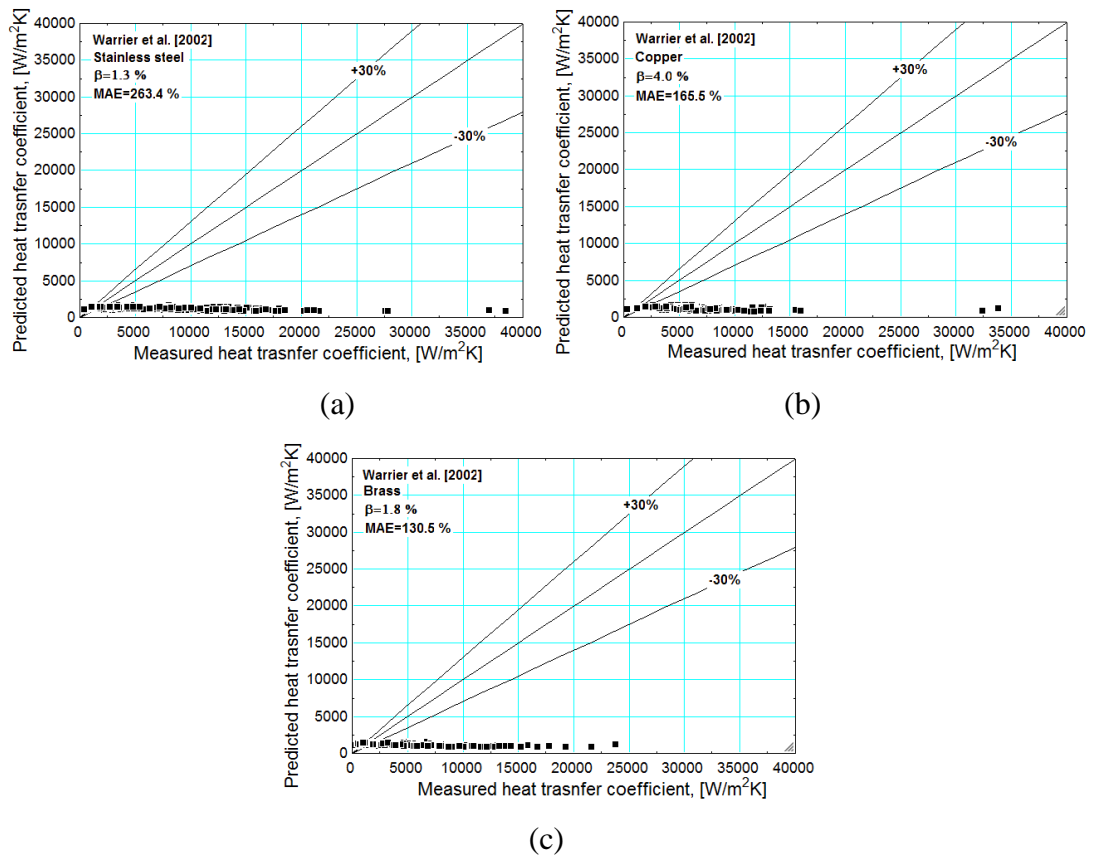 Warrier et al. [2002]
Stainless steel
β=1.3 %
MAE=263.4 %
+30%
-30%
40000
35000
30000
25000
20000
15000
10000
5000
0
0 5000 10000 15000 20000 25000 30000 35000 40000
Predicted heat trasnfer coefficient, [W/m²K]
Measured heat trasnfer coefficient, [W/m²K]
(a)
Warrier et al. [2002]
Copper
β=4.0 %
MAE=165.5 %
+30%
-30%
40000
35000
30000
25000
20000
15000
10000
5000
0
0 5000 10000 15000 20000 25000 30000 35000 40000
Predicted heat trasnfer coefficient, [W/m²K]
Measured heat trasnfer coefficient, [W/m²K]
(b)
Warrier et al. [2002]
Brass
β=1.8 %
MAE=130.5 %
+30%
-30%
40000
35000
30000
25000
20000
15000
10000
5000
0
0 5000 10000 15000 20000 25000 30000 35000 40000
Predicted heat trasnfer coefficient, [W/m²K]
Measured heat trasnfer coefficient, [W/m²K]
(c)